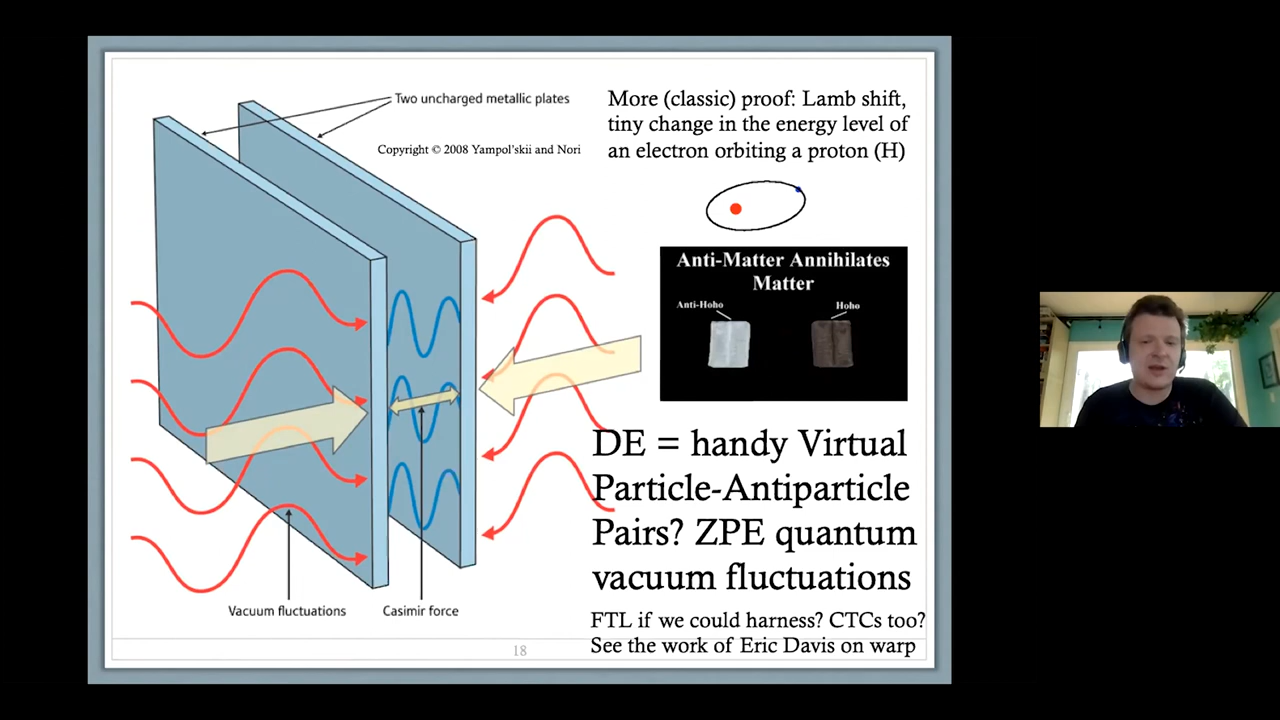 Two uncharged metallic plates
Copyright © 2008 Yampol'skii and Nori
Vacuum fluctuations
Casimir force
More (classic) proof: Lamb shift,
tiny change in the energy level of
an electron orbiting a proton (H)
Anti-Matter Annihilates
Matter
Anti-Hoho
Hoho
DE = handy Virtual
Particle-Antiparticle
Pairs? ZPE quantum
vacuum fluctuations
FTL if we could harness? CTCs too?
See the work of Eric Davis on warp
18